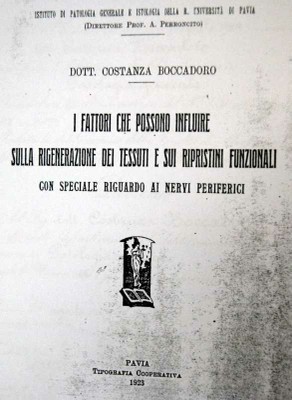 ISTITUTO DI PATOLOGIA GENERALE E ISTOLOGIA DELLA R. UNIVERSITÀ DI PAVIA
(DIRETTORE PROF. A. PERRONCITO)
DOTT. COSTANZA BOCCADORO
I FATTORI CHE POSSONO INFLUIRE
SULLA RIGENERAZIONE DEI TESSUTI E SUI RIPRISTINI FUNZIONALI
CON SPECIALE RIGUARDO AI NERVI PERIFERICI
PAVIA
TIPOGRAFIA COOPERATIVA
1923